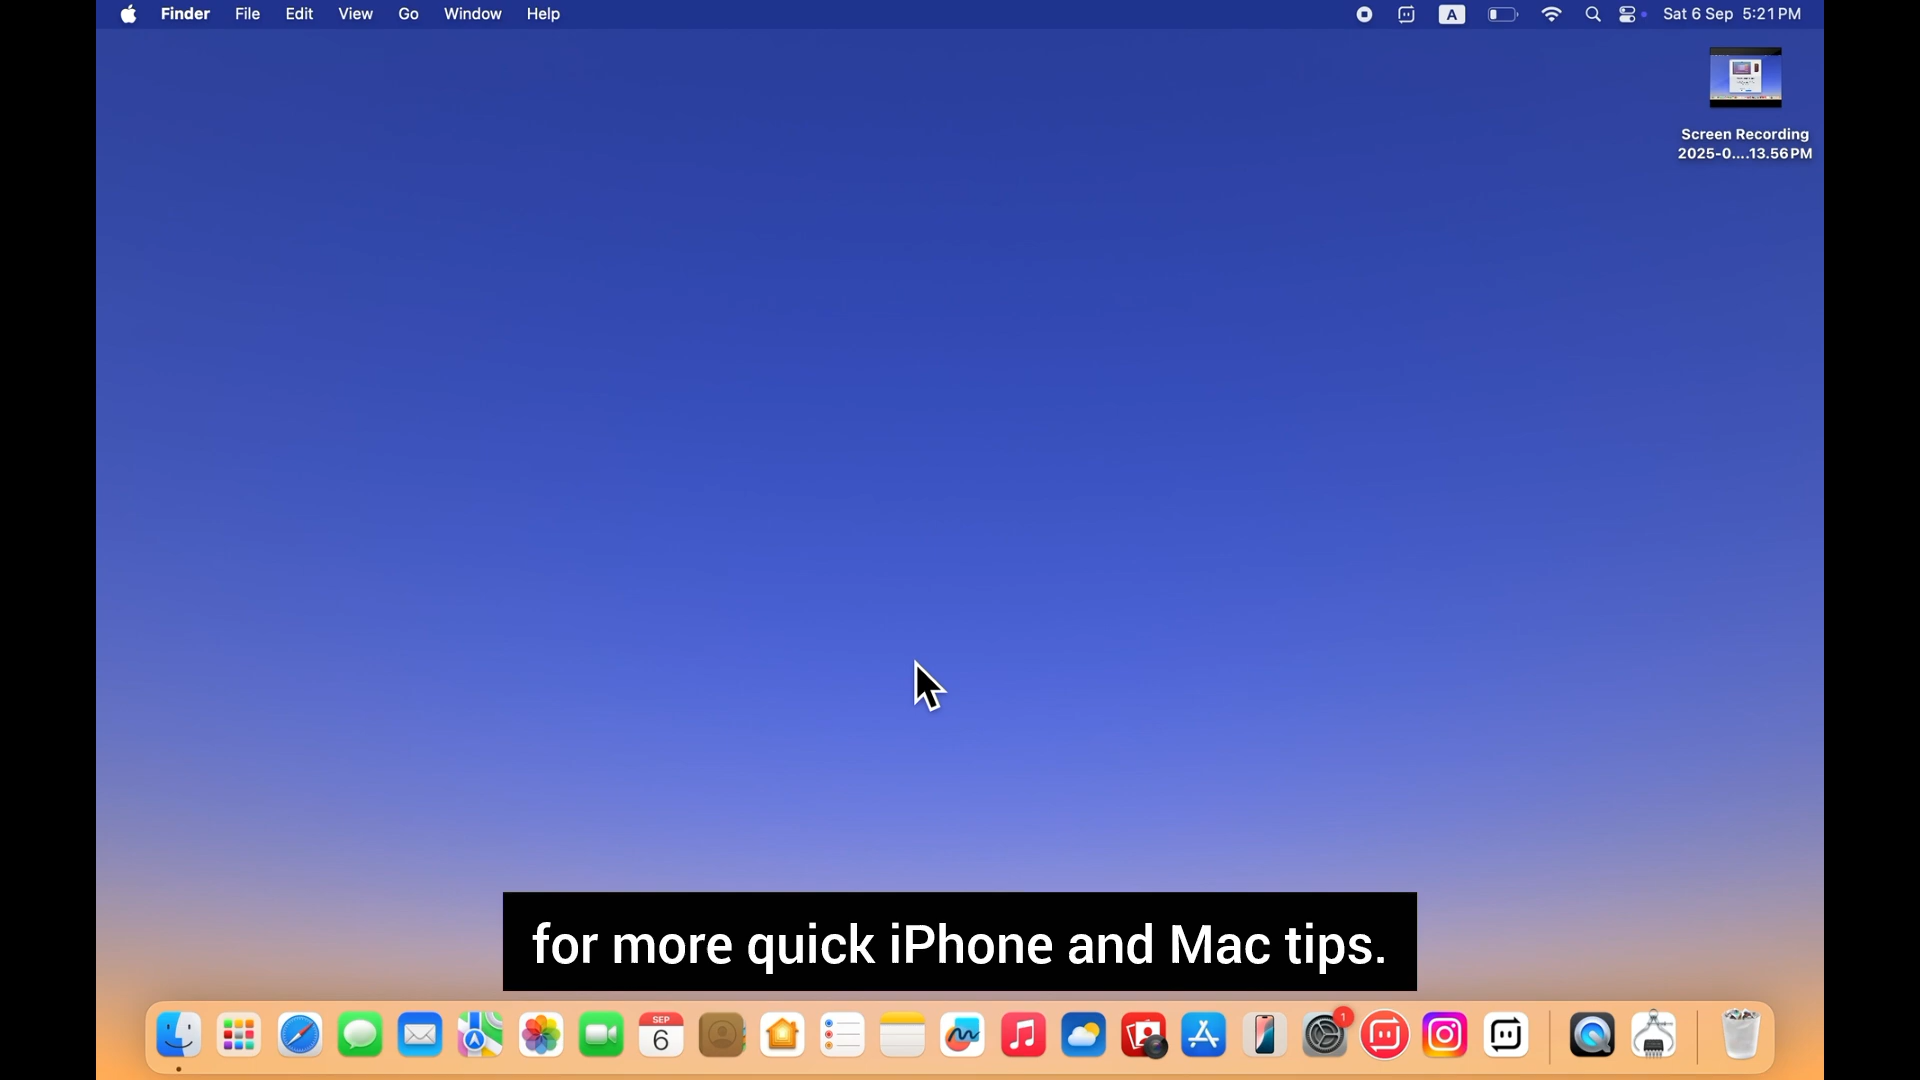 Finder File Edit View Go Window Help A Sat 6 Sep 5:21 PM
Screen Recording
2025-0....13.56 PM
for more quick iPhone and Mac tips.
SEP
6
1